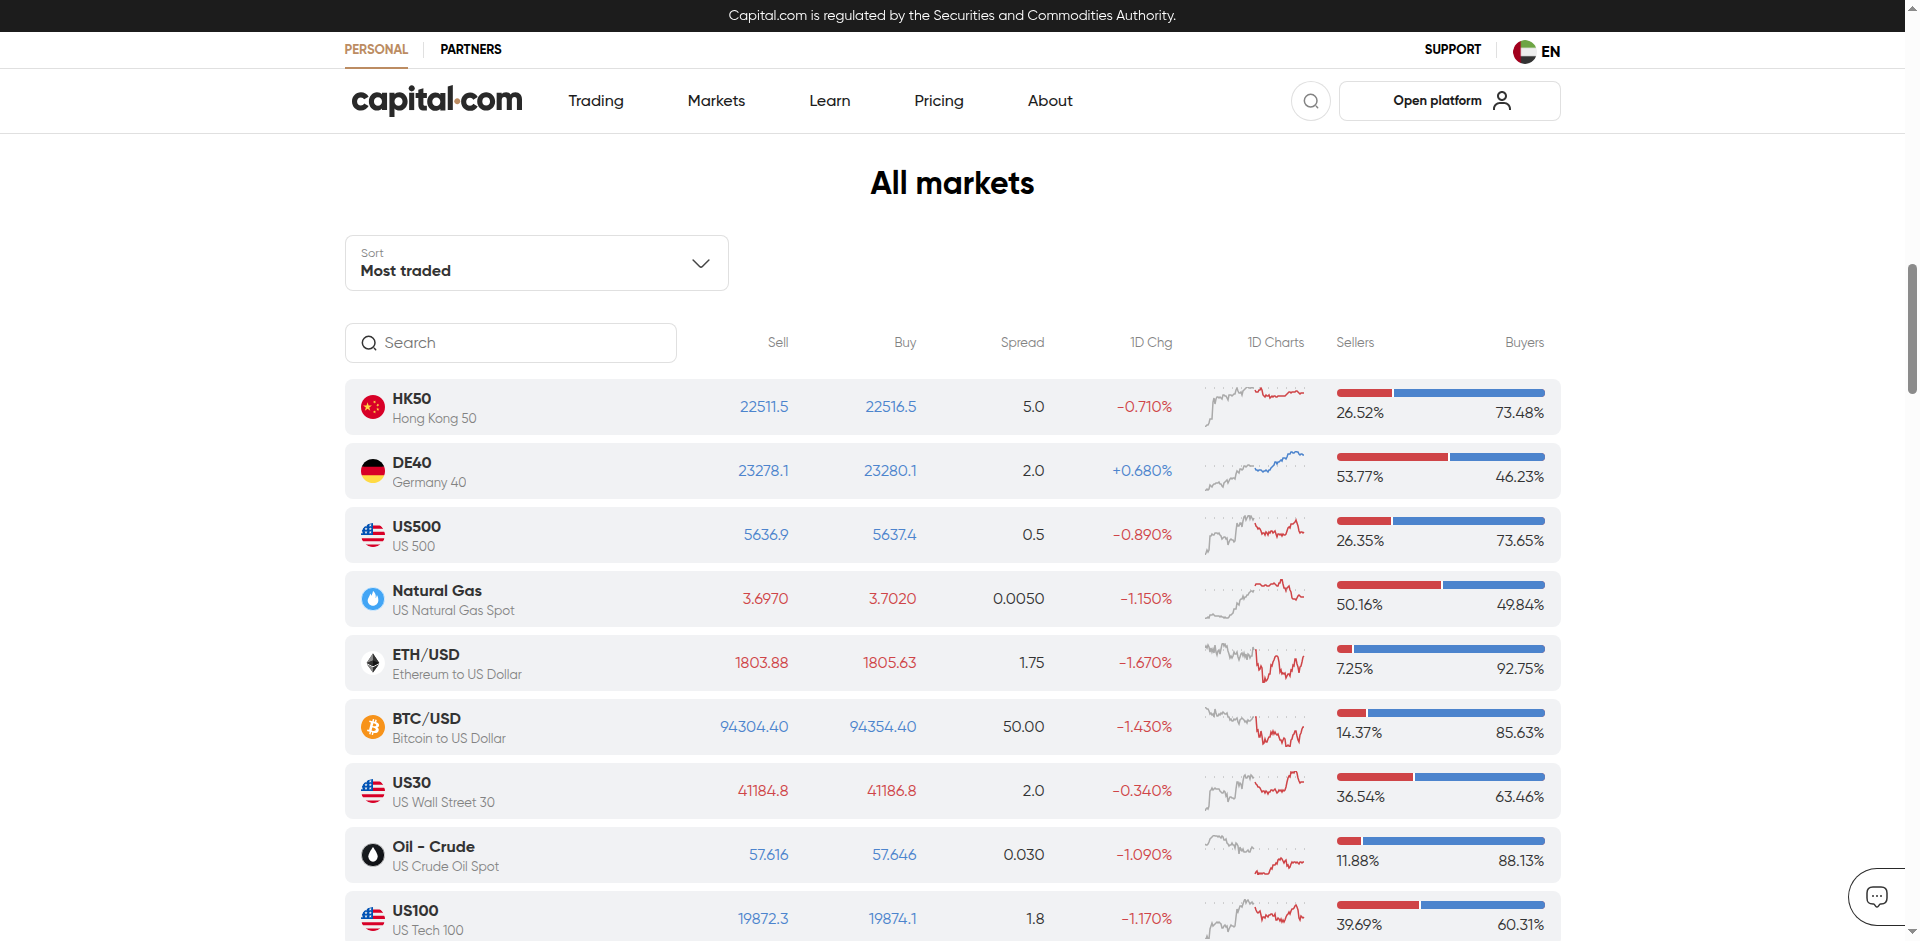 Capital.com is regulated by the Securities and Commodities Authority.
PERSONAL PARTNERS SUPPORT EN
capital.com Trading Markets Learn Pricing About Open platform
All markets
Sort
Most traded
Search Sell Buy Spread 1D Chg 1D Charts Sellers Buyers
HK50
Hong Kong 50
22511.5 22516.5 5.0 -0.710% 26.52% 73.48%
DE40
Germany 40
23278.1 23280.1 2.0 +0.680% 53.77% 46.23%
US500
US 500
5636.9 5637.4 0.5 -0.890% 26.35% 73.65%
Natural Gas
US Natural Gas Spot
3.6970 3.7020 0.0050 -1.150% 50.16% 49.84%
ETH/USD
Ethereum to US Dollar
1803.88 1805.63 1.75 -1.670% 7.25% 92.75%
BTC/USD
Bitcoin to US Dollar
94304.40 94354.40 50.00 -1.430% 14.37% 85.63%
US30
US Wall Street 30
41184.8 41186.8 2.0 -0.340% 36.54% 63.46%
Oil - Crude
US Crude Oil Spot
57.616 57.646 0.030 -1.090% 11.88% 88.13%
US100
US Tech 100
19872.3 19874.1 1.8 -1.170% 39.69% 60.31%